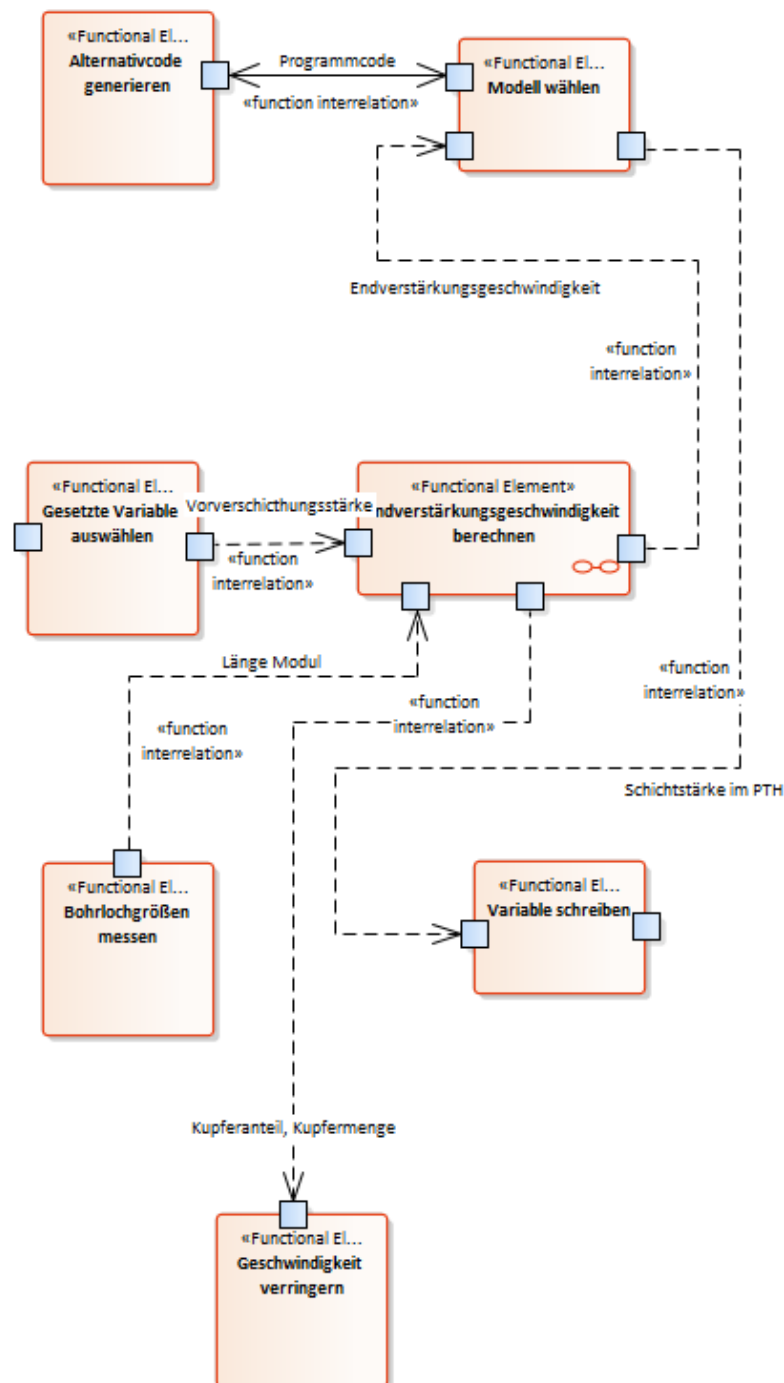 «Functional El...
Alternativcode
generieren
Programmcode
«function interrelation»
«Functional El...
Modell wählen
Endverstärkungsgeschwindigkeit
«function
interrelation»
«Functional El...
Gesetzte Variable
auswählen
Vorverschicthungsstärke
«function
interrelation»
«Functional Element»
ndverstärkungsgeschwindigkeit
berechnen
Länge Modul
«function
interrelation»
«function
interrelation»
«function
interrelation»
Schichtstärke im PTH
«Functional El...
Bohrlochgrößen
messen
«Functional El...
Variable schreiben
Kupferanteil, Kupfermenge
«Functional El...
Geschwindigkeit
verringern